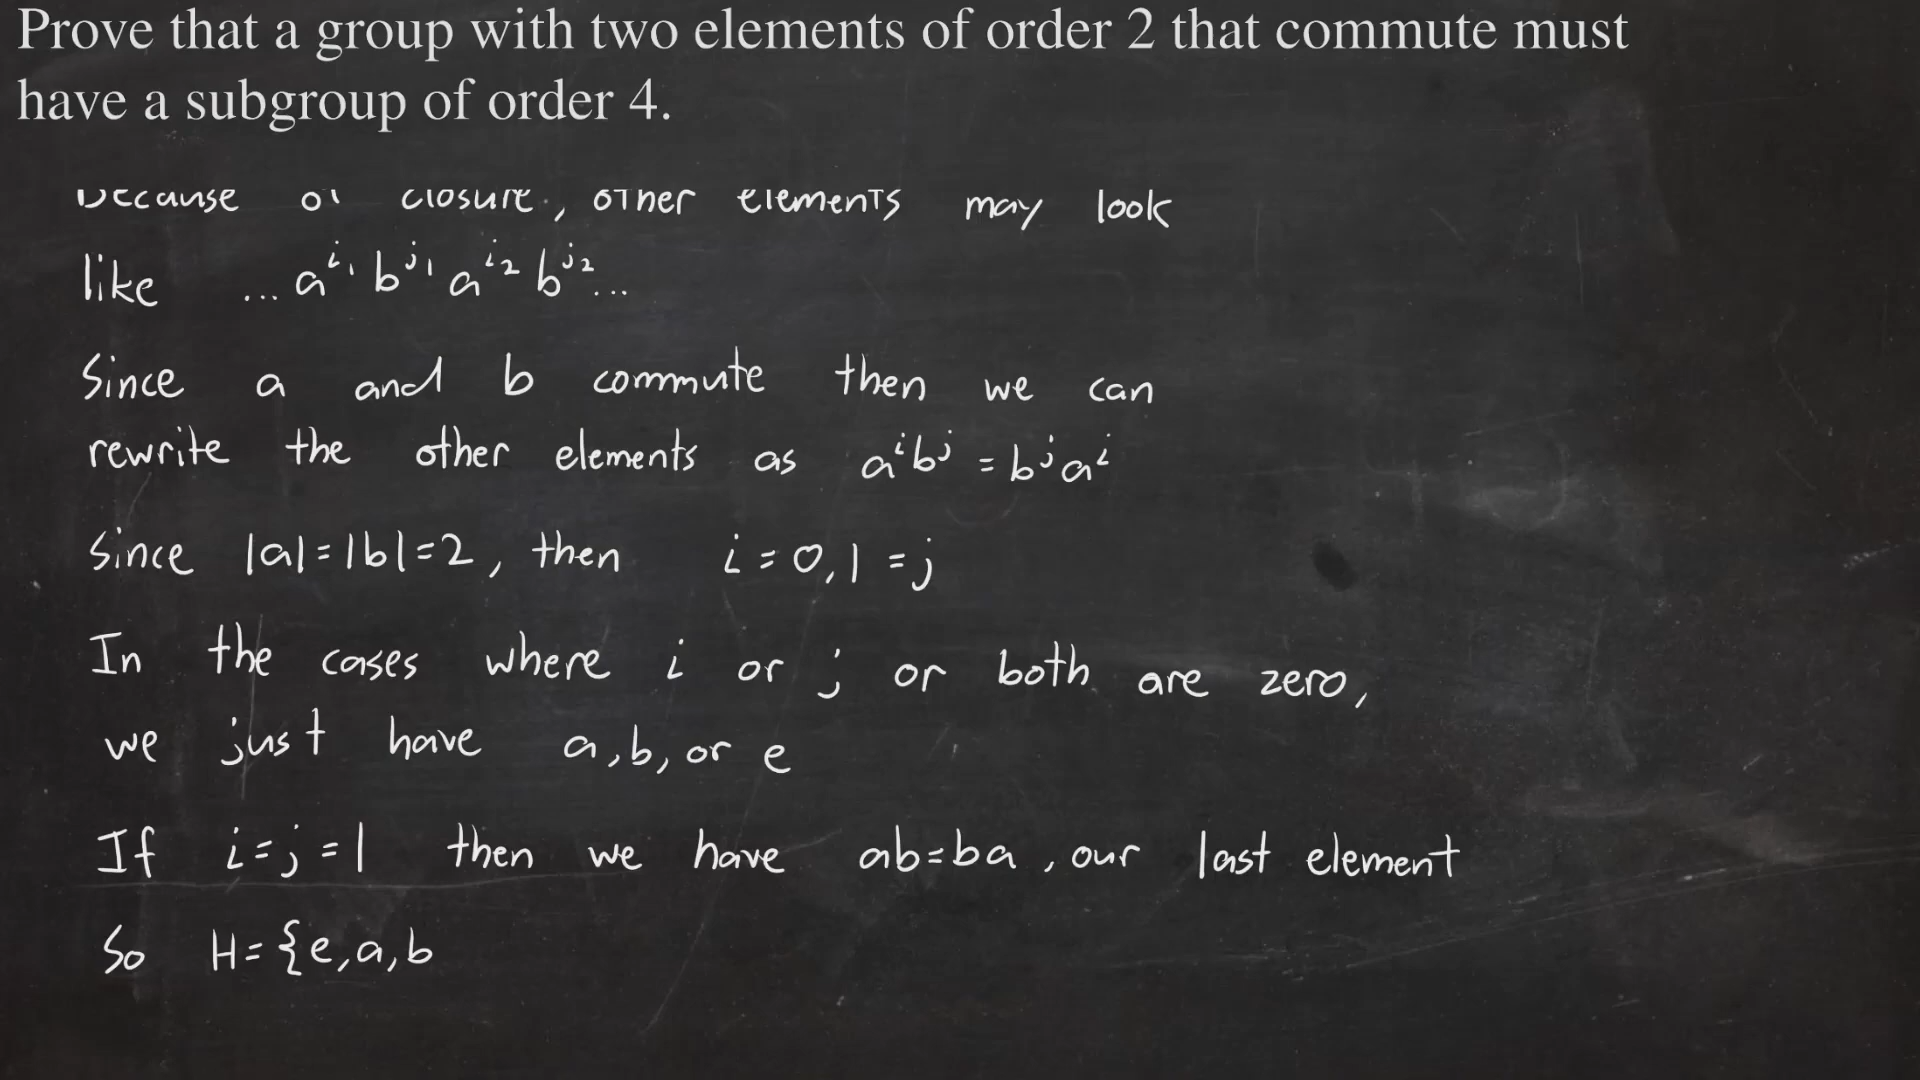 Prove that a group with two elements of order 2 that commute must
have a subgroup of order 4.
because of closure, other elements may look
like ... a^{i_1} b^{j_1} a^{i_2} b^{j_2} ...
Since a and b commute then we can
rewrite the other elements as a^i b^j = b^j a^i
Since |a|=|b|=2, then i=0,1=j
In the cases where i or j or both are zero,
we just have a,b, or e
If i=j=1 then we have ab=ba, our last element
So H={e,a,b